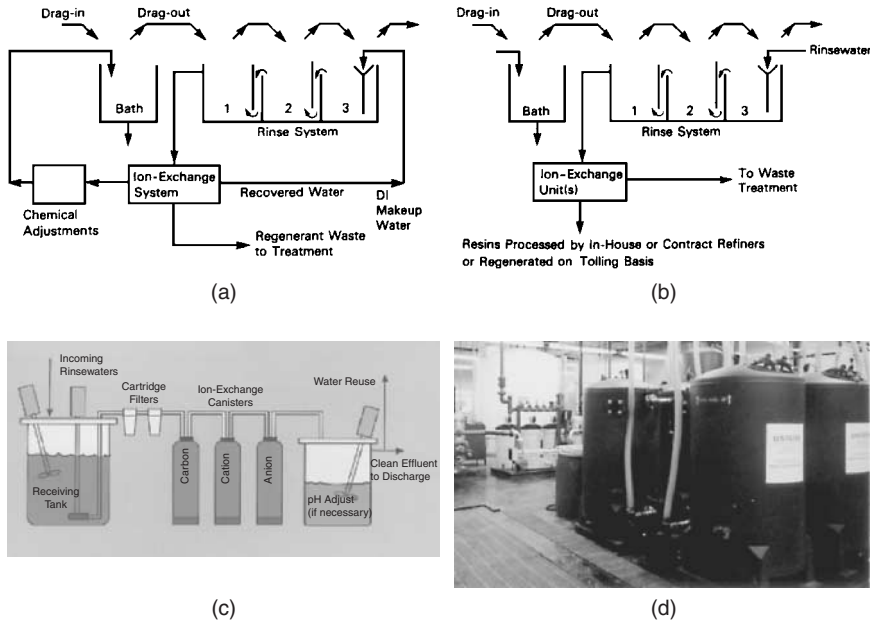 Drag-in
Drag-out
Bath
1
2
3
Rinse System
Ion-Exchange
System
Recovered Water
DI
Makeup
Water
Chemical
Adjustments
Regenerant Waste
to Treatment
(a)
Drag-in
Drag-out
Rinsewater
Bath
1
2
3
Rinse System
Ion-Exchange
Unit(s)
To Waste
Treatment
Resins Processed by In-House or Contract Refiners
or Regenerated on Tolling Basis
(b)
Incoming
Rinsewaters
Cartridge
Filters
Ion-Exchange
Canisters
Water Reuse
Carbon
Cation
Anion
Clean Effluent
to Discharge
Receiving
Tank
pH Adjust
(if necessary)
(c)
(d)